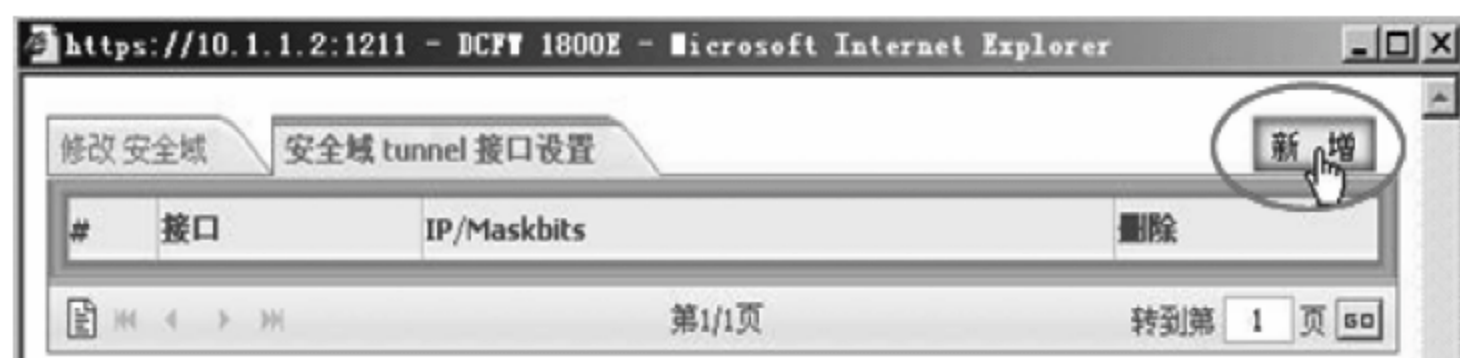 https://10.1.1.2:1211 - DCFW 1800E - Microsoft Internet Explorer
修改 安全域 安全域 tunnel 接口设置 新 增
# 接口 IP/Maskbits 删除
第1/1页 转到第 1 页 GO